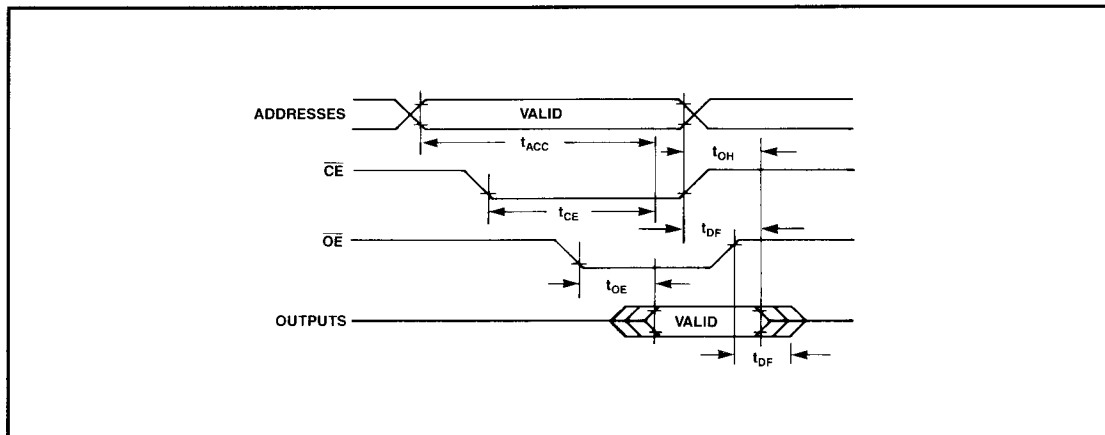 ADDRESSES VALID
tACC tOH
CE
tCE
tDF
OE
tOE
OUTPUTS VALID
tDF